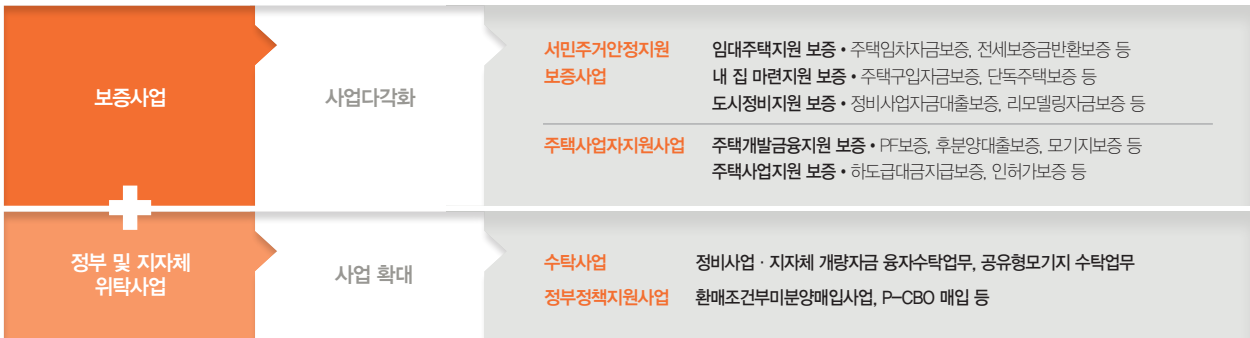 보증사업
사업다각화
서민주거안정지원
보증사업
임대주택지원 보증 • 주택임차자금보증, 전세보증금반환보증 등
내 집 마련지원 보증 • 주택구입자금보증, 단독주택보증 등
도시정비지원 보증 • 정비사업자금대출보증, 리모델링자금보증 등
주택사업자지원사업
주택개발금융지원 보증 • PF보증, 후분양대출보증, 모기지보증 등
주택사업지원 보증 • 하도급대금지급보증, 인허가보증 등
정부 및 지자체
위탁사업
사업 확대
수탁사업 정비사업 · 지자체 개량자금 융자수탁업무, 공유형모기지 수탁업무
정부정책지원사업 환매조건부미분양매입사업, P-CBO 매입 등